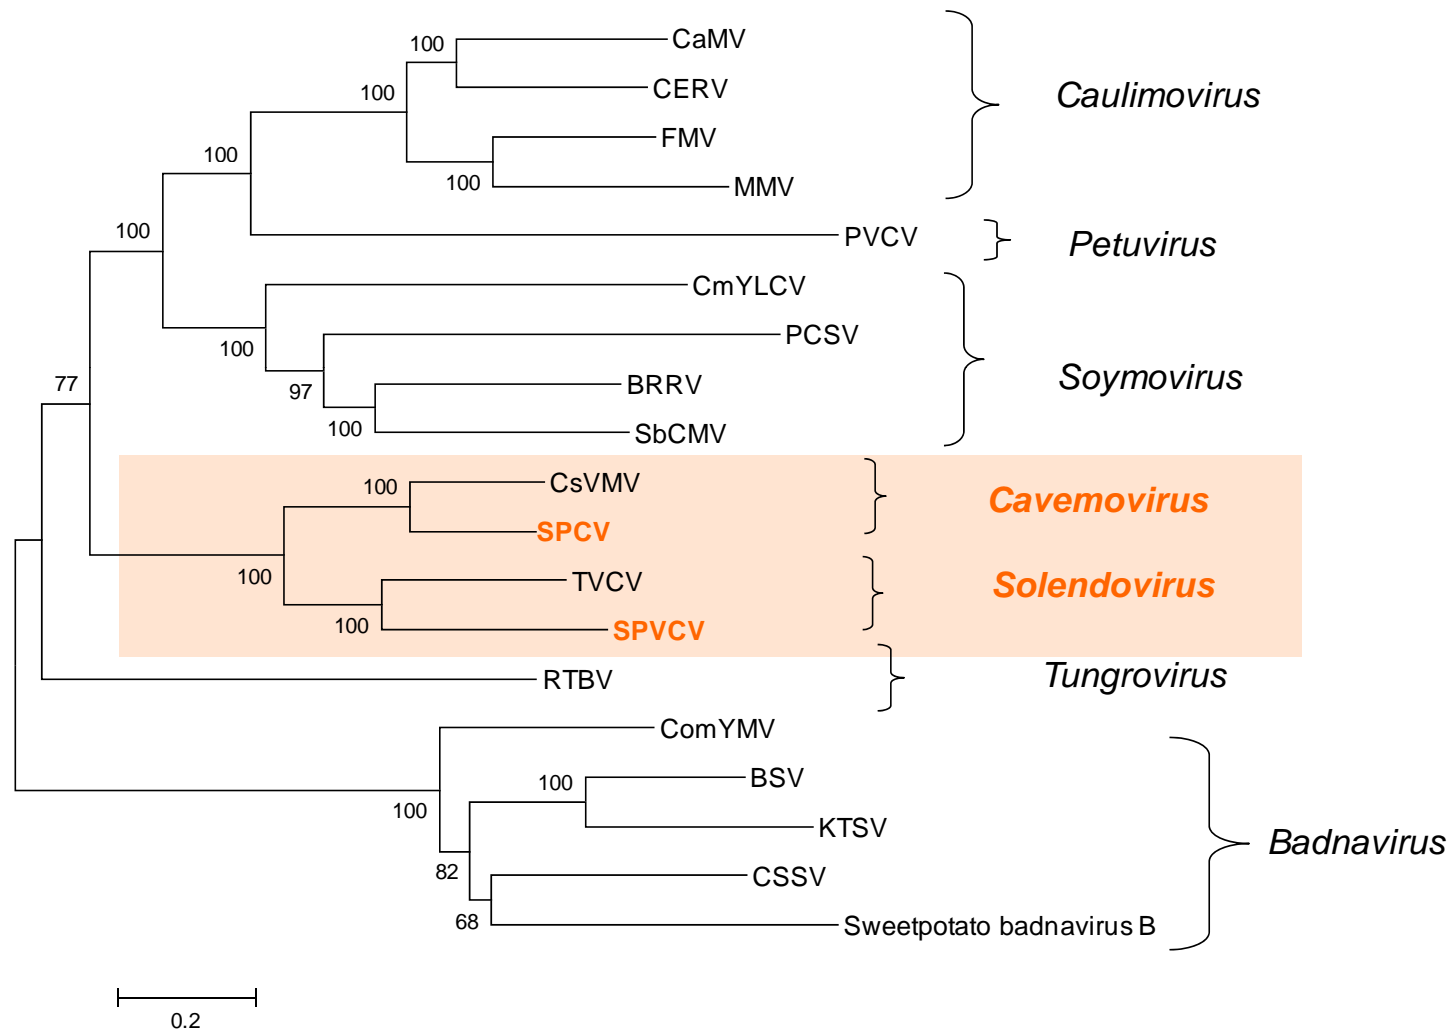 100
CaMV
CERV
100
FMV
100
MMV
Caulimovirus
100
PVCV
Petuvirus
100
CmYLCV
100
PCSV
97
BRRV
100
SbCMV
Soymovirus
77
100
CsVMV
SPCV
Cavemovirus
100
TVCV
100
SPVCV
Solendovirus
RTBV
Tungrovirus
ComYMV
100
100
BSV
KTSV
82
CSSV
68
Sweetpotato badnavirus B
Badnavirus
0.2